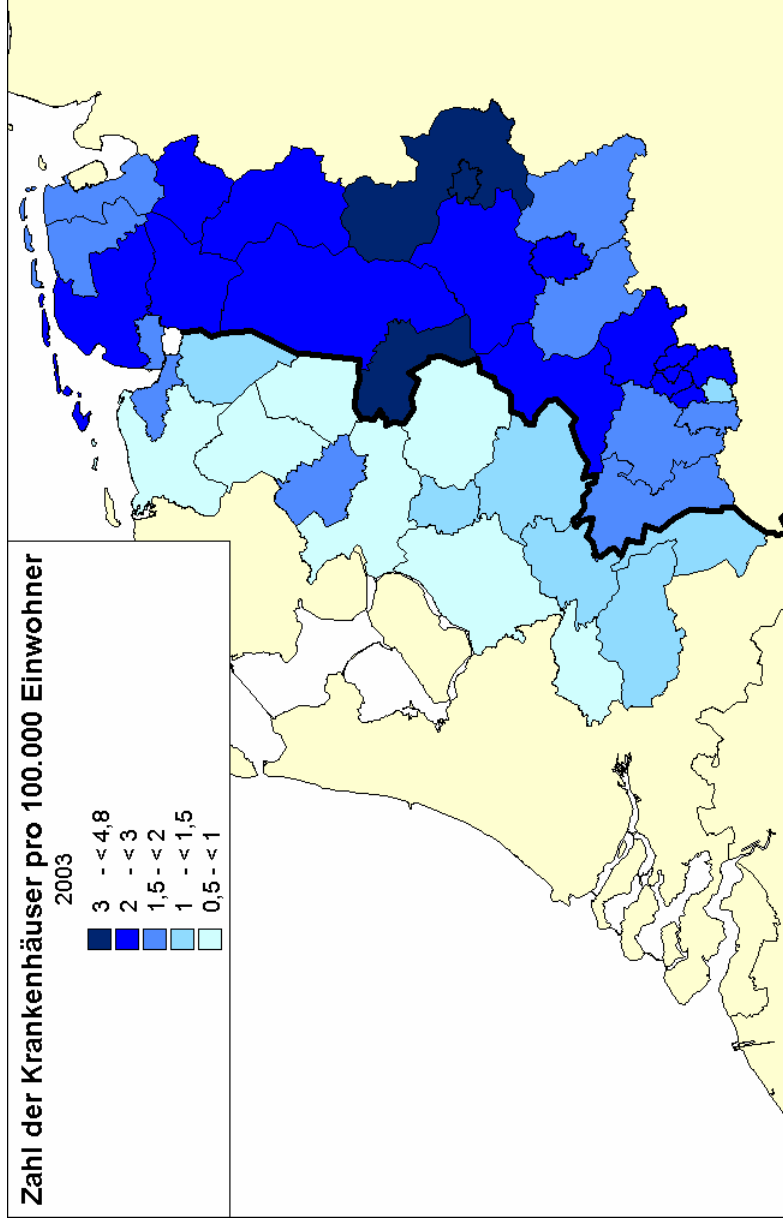 Zahl der Krankenhäuser pro 100.000 Einwohner
2003
3 - < 4,8
2 - < 3
1,5 - < 2
1 - < 1,5
0,5 - < 1